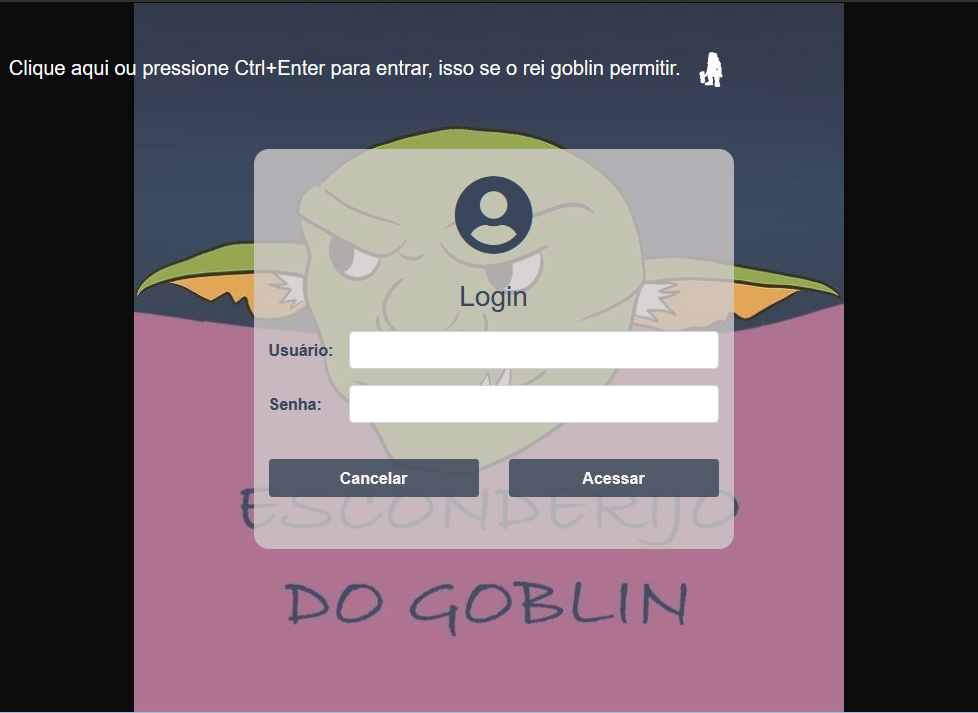 Clique aqui ou pressione Ctrl+Enter para entrar, isso se o rei goblin permitir.
Login
Usuário:
Senha:
Cancelar Acessar
ESCONDERIJO
DO GOBLIN